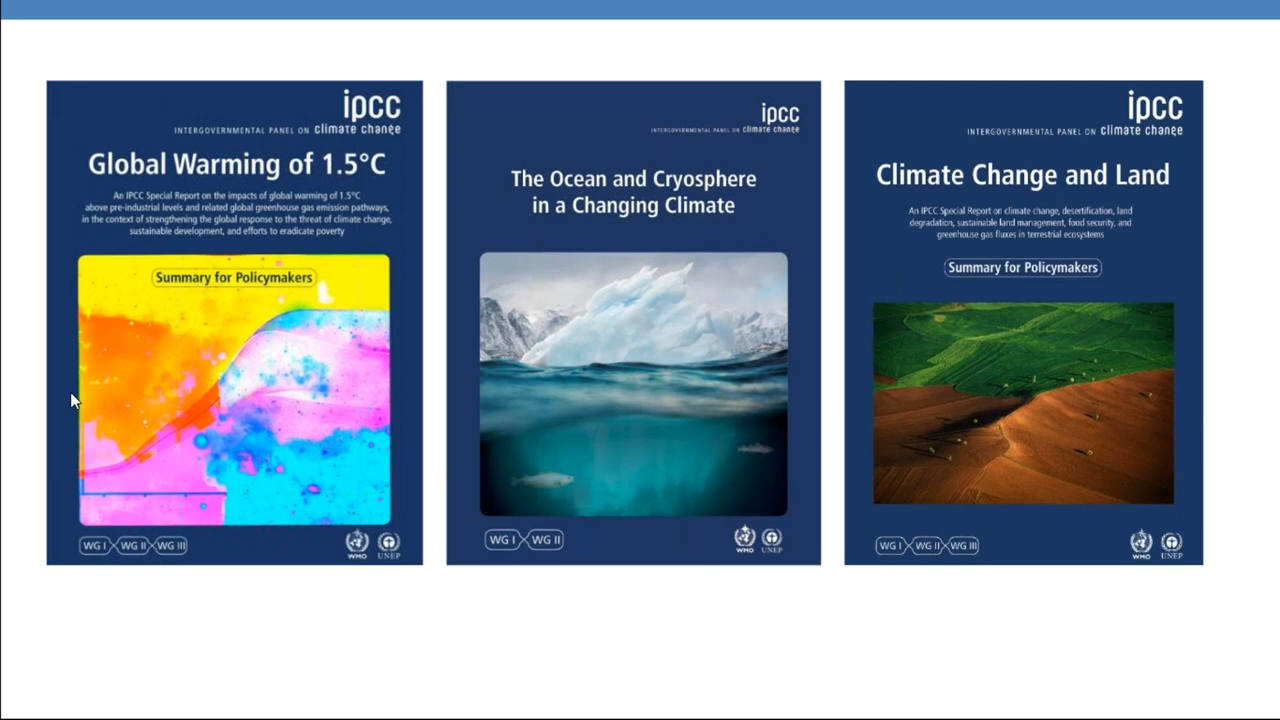 ipcc
INTERGOVERNMENTAL PANEL ON climate change
Global Warming of 1.5°C
An IPCC Special Report on the impacts of global warming of 1.5°C
above pre-industrial levels and related global greenhouse gas emission pathways,
in the context of strengthening the global response to the threat of climate change,
sustainable development, and efforts to eradicate poverty
Summary for Policymakers
WG I WG II WG III
WMO UNEP
ipcc
INTERGOVERNMENTAL PANEL ON climate change
The Ocean and Cryosphere
in a Changing Climate
WG I WG II
WMO UNEP
ipcc
INTERGOVERNMENTAL PANEL ON climate change
Climate Change and Land
An IPCC Special Report on climate change, desertification, land
degradation, sustainable land management, food security, and
greenhouse gas fluxes in terrestrial ecosystems
Summary for Policymakers
WG I WG II WG III
WMO UNEP